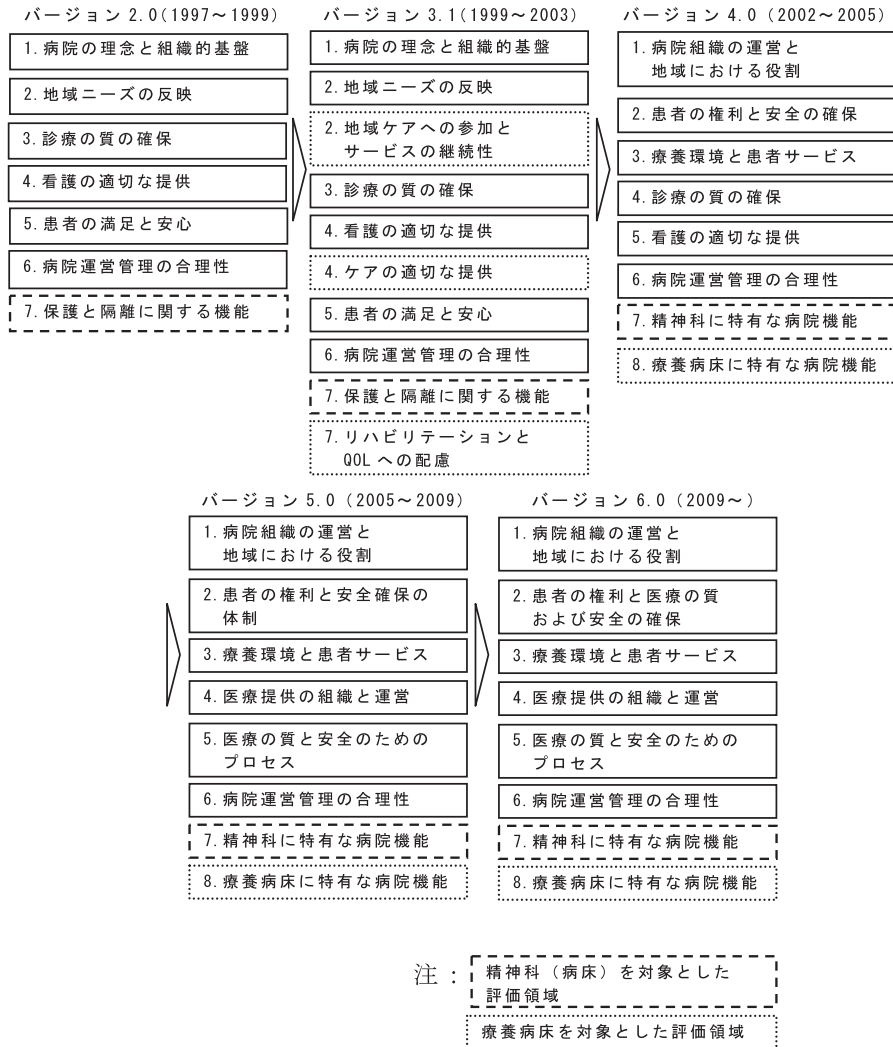 バージョン 2.0(1997～1999)
1.病院の理念と組織的基盤
2.地域ニーズの反映
3.診療の質の確保
4.看護の適切な提供
5.患者の満足と安心
6.病院運営管理の合理性
7.保護と隔離に関する機能
バージョン 3.1(1999～2003)
1.病院の理念と組織的基盤
2.地域ニーズの反映
2.地域ケアへの参加と
サービスの継続性
3.診療の質の確保
4.看護の適切な提供
4.ケアの適切な提供
5.患者の満足と安心
6.病院運営管理の合理性
7.保護と隔離に関する機能
7.リハビリテーションと
QOLへの配慮
バージョン 4.0 (2002～2005)
1.病院組織の運営と
地域における役割
2.患者の権利と安全の確保
3.療養環境と患者サービス
4.診療の質の確保
5.看護の適切な提供
6.病院運営管理の合理性
7.精神科に特有な病院機能
8.療養病床に特有な病院機能
バージョン 5.0 (2005～2009)
1.病院組織の運営と
地域における役割
2.患者の権利と安全確保の
体制
3.療養環境と患者サービス
4.医療提供の組織と運営
5.医療の質と安全のための
プロセス
6.病院運営管理の合理性
7.精神科に特有な病院機能
8.療養病床に特有な病院機能
バージョン 6.0 (2009～)
1.病院組織の運営と
地域における役割
2.患者の権利と医療の質
および安全の確保
3.療養環境と患者サービス
4.医療提供の組織と運営
5.医療の質と安全のための
プロセス
6.病院運営管理の合理性
7.精神科に特有な病院機能
8.療養病床に特有な病院機能
注：
精神科（病床）を対象とした
評価領域
療養病床を対象とした評価領域